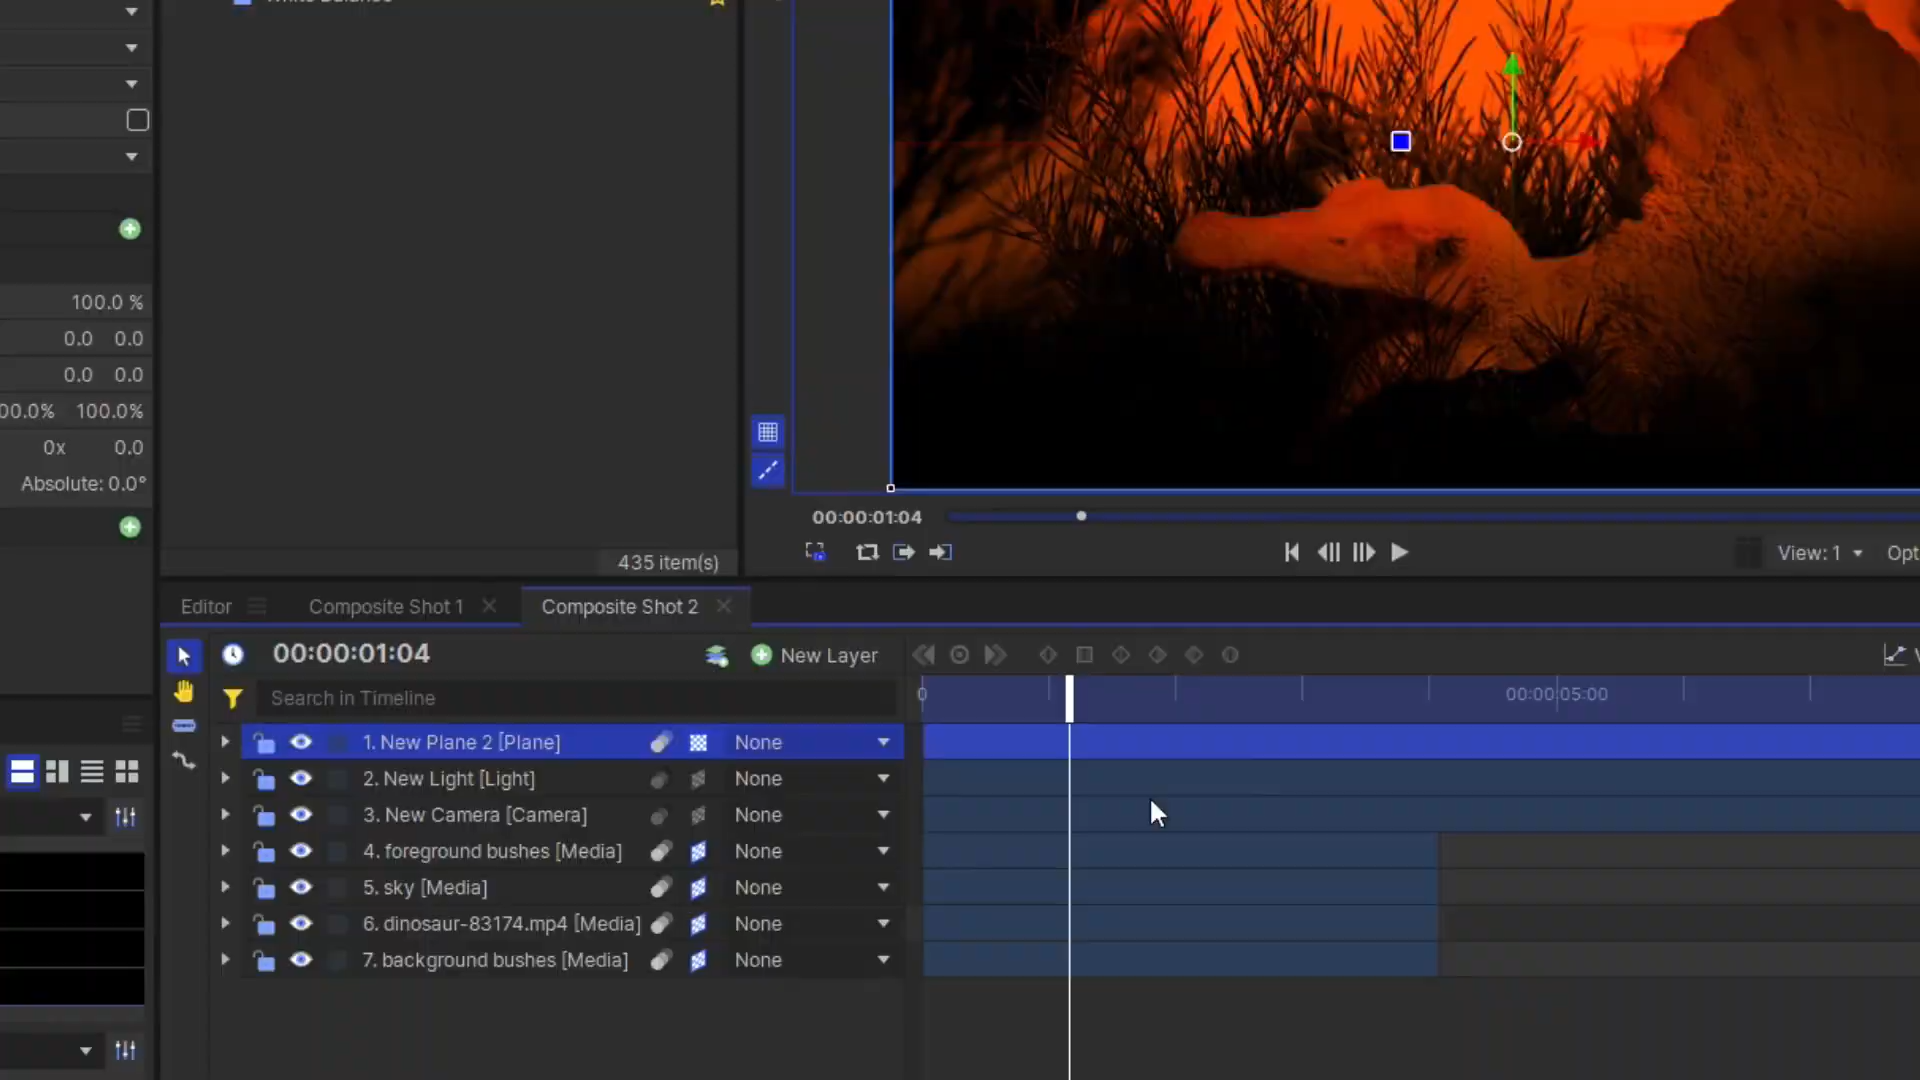 White Balance
100.0 %
0.0 0.0
0.0 0.0
00.0% 100.0%
0x 0.0
Absolute: 0.0°
435 item(s)
00:00:01:04
View: 1
Opt
Editor
Composite Shot 1
Composite Shot 2
00:00:01:04
New Layer
Search in Timeline
0
00:00:05:00
1. New Plane 2 [Plane] None
2. New Light [Light] None
3. New Camera [Camera] None
4. foreground bushes [Media] None
5. sky [Media] None
6. dinosaur-83174.mp4 [Media] None
7. background bushes [Media] None